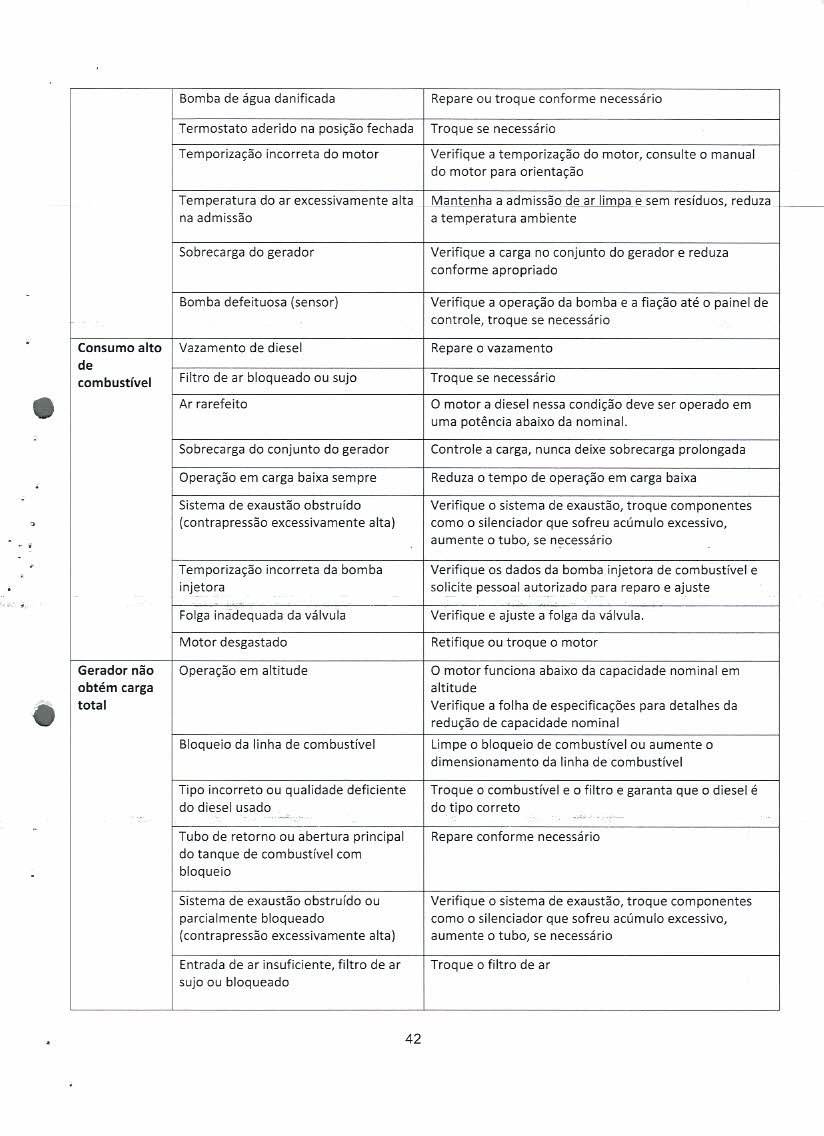 Bomba de água danificada
Repare ou troque conforme necessário
Termostato aderido na posição fechada
Troque se necessário
Temporização incorreta do motor
Verifique a temporização do motor, consulte o manual
do motor para orientação
Temperatura do ar excessivamente alta
na admissão
Mantenha a admissão de ar limpa e sem resíduos, reduza
a temperatura ambiente
Sobrecarga do gerador
Verifique a carga no conjunto do gerador e reduza
conforme apropriado
Bomba defeituosa (sensor)
Verifique a operação da bomba e a fiação até o painel de
controle, troque se necessário
Consumo alto
de
combustível
Vazamento de diesel
Repare o vazamento
Filtro de ar bloqueado ou sujo
Troque se necessário
Ar rarefeito
O motor a diesel nessa condição deve ser operado em
uma potência abaixo da nominal.
Sobrecarga do conjunto do gerador
Controle a carga, nunca deixe sobrecarga prolongada
Operação em carga baixa sempre
Reduza o tempo de operação em carga baixa
Sistema de exaustão obstruído
(contrapressão excessivamente alta)
Verifique o sistema de exaustão, troque componentes
como o silenciador que sofreu acúmulo excessivo,
aumente o tubo, se necessário
Temporização incorreta da bomba
injetora
Verifique os dados da bomba injetora de combustível e
solicite pessoal autorizado para reparo e ajuste
Folga inadequada da válvula
Verifique e ajuste a folga da válvula.
Motor desgastado
Retifique ou troque o motor
Gerador não
obtém carga
total
Operação em altitude
O motor funciona abaixo da capacidade nominal em
altitude
Verifique a folha de especificações para detalhes da
redução de capacidade nominal
Bloqueio da linha de combustível
Limpe o bloqueio de combustível ou aumente o
dimensionamento da linha de combustível
Tipo incorreto ou qualidade deficiente
do diesel usado
Troque o combustível e o filtro e garanta que o diesel é
do tipo correto
Tubo de retorno ou abertura principal
do tanque de combustível com
bloqueio
Repare conforme necessário
Sistema de exaustão obstruído ou
parcialmente bloqueado
(contrapressão excessivamente alta)
Verifique o sistema de exaustão, troque componentes
como o silenciador que sofreu acúmulo excessivo,
aumente o tubo, se necessário
Entrada de ar insuficiente, filtro de ar
sujo ou bloqueado
Troque o filtro de ar
42